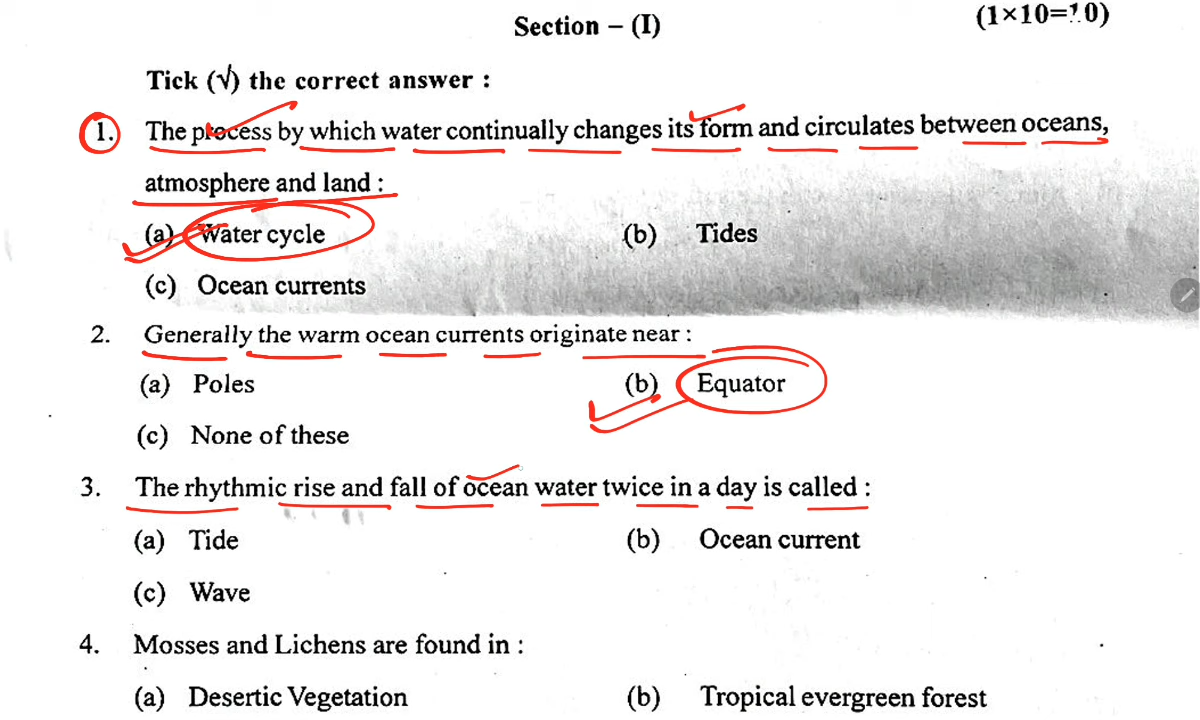 Section – (I)
(1×10=10)
Tick (√) the correct answer :
1. The process by which water continually changes its form and circulates between oceans,
atmosphere and land :
(a) Water cycle (b) Tides
(c) Ocean currents
2. Generally the warm ocean currents originate near :
(a) Poles (b) Equator
(c) None of these
3. The rhythmic rise and fall of ocean water twice in a day is called :
(a) Tide (b) Ocean current
(c) Wave
4. Mosses and Lichens are found in :
(a) Desertic Vegetation (b) Tropical evergreen forest